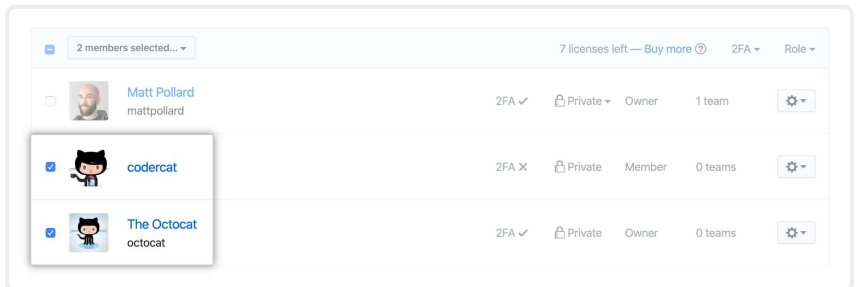 2 members selected...
7 licenses left — Buy more ?
2FA
Role
Matt Pollard
mattpollard
2FA ✓
Private
Owner
1 team
codercat
2FA ✕
Private
Member
0 teams
The Octocat
octocat
2FA ✓
Private
Owner
0 teams